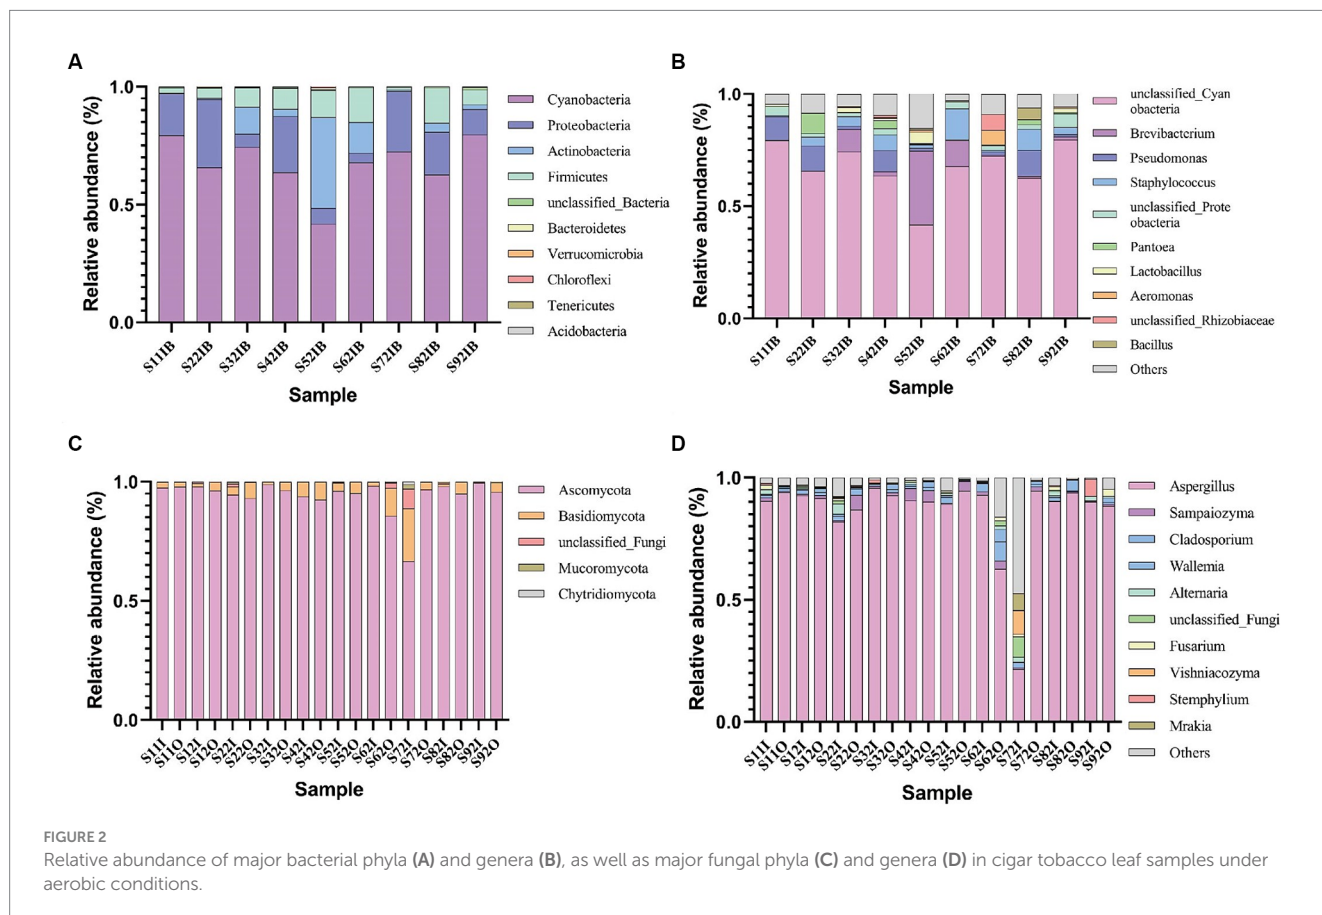 A
Relative abundance (%)
1.0
0.5
0.0
S11IB
S22IB
S32IB
S42IB
S52IB
S62IB
S72IB
S82IB
S92IB
Sample
Cyanobacteria
Proteobacteria
Actinobacteria
Firmicutes
unclassified_Bacteria
Bacteroidetes
Verrucomicrobia
Chloroflexi
Tenericutes
Acidobacteria
B
Relative abundance (%)
1.0
0.5
0.0
S11IB
S22IB
S32IB
S42IB
S52IB
S62IB
S72IB
S82IB
S92IB
Sample
unclassified_Cyan
obacteria
Brevibacterium
Pseudomonas
Staphylococcus
unclassified_Prote
obacteria
Pantoea
Lactobacillus
Aeromonas
unclassified_Rhizobiaceae
Bacillus
Others
C
Relative abundance (%)
1.0
0.5
0.0
S11I
S11O
S12I
S12O
S22I
S22O
S32I
S32O
S42I
S42O
S52I
S52O
S62I
S62O
S72I
S72O
S82I
S82O
S92I
S92O
Sample
Ascomycota
Basidiomycota
unclassified_Fungi
Mucoromycota
Chytridiomycota
D
Relative abundance (%)
1.0
0.5
0.0
S11I
S11O
S12I
S12O
S22I
S22O
S32I
S32O
S42I
S42O
S52I
S52O
S62I
S62O
S72I
S72O
S82I
S82O
S92I
S92O
Sample
Aspergillus
Sampaiozyma
Cladosporium
Wallemia
Alternaria
unclassified_Fungi
Fusarium
Vishniacozyma
Stemphylium
Mrakia
Others
FIGURE 2
Relative abundance of major bacterial phyla (A) and genera (B), as well as major fungal phyla (C) and genera (D) in cigar tobacco leaf samples under
aerobic conditions.